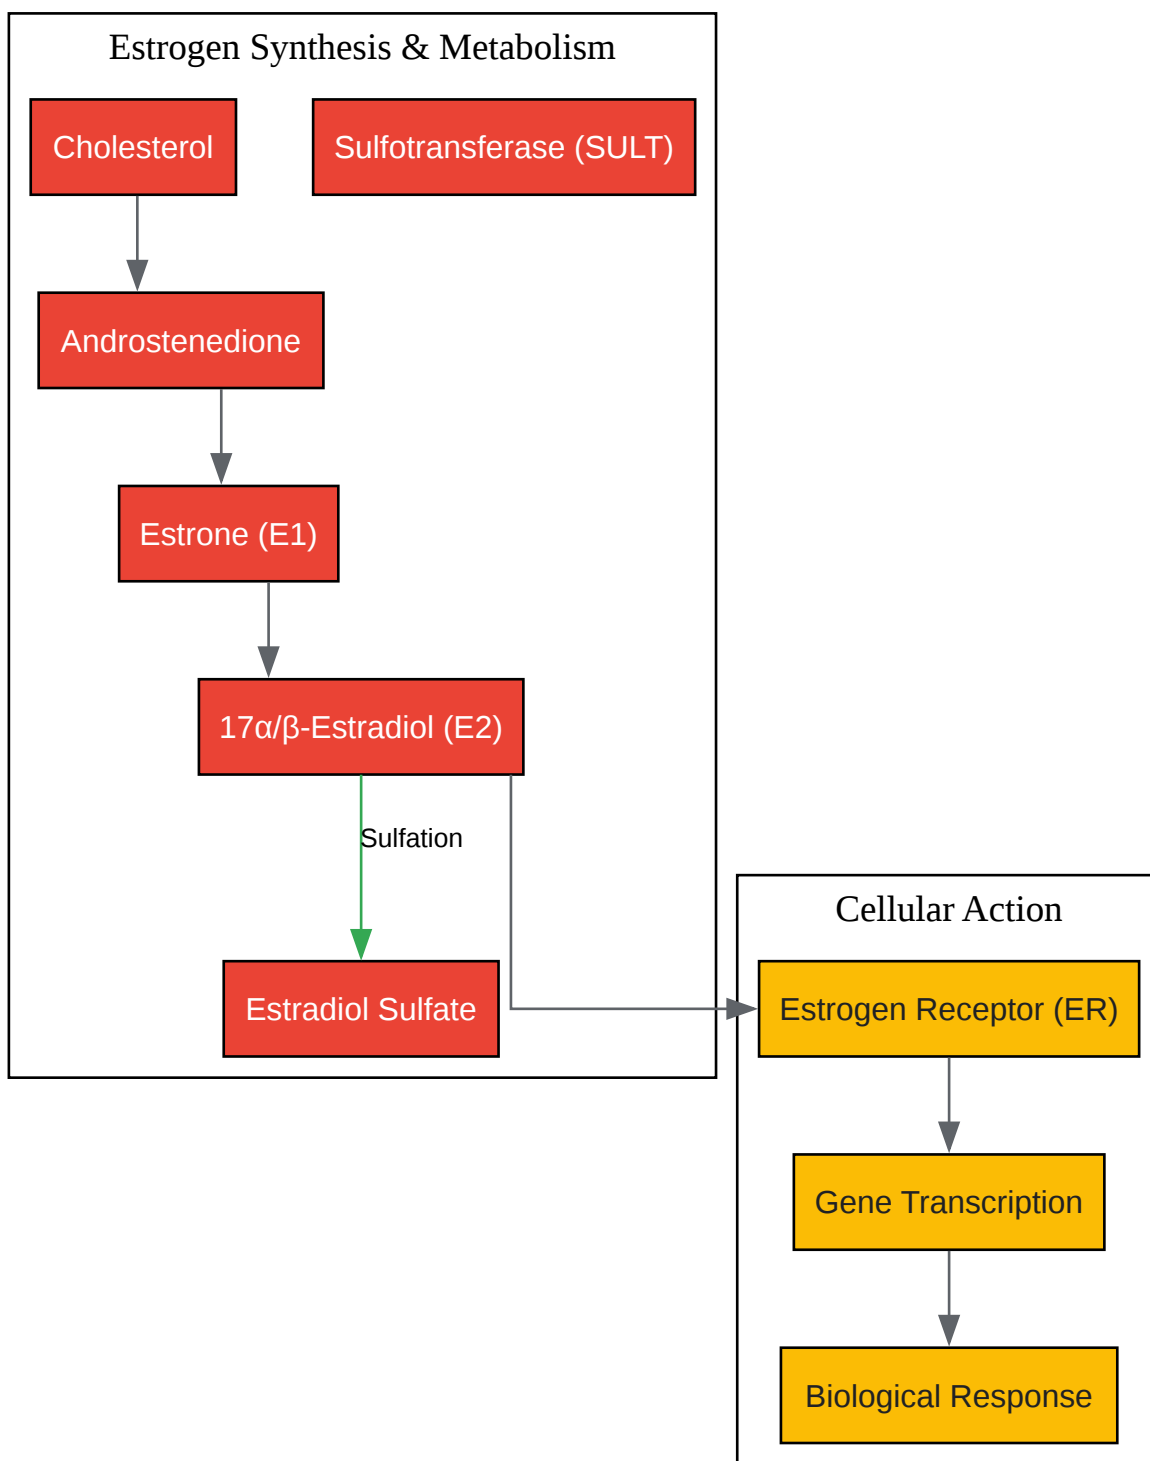 Estrogen Synthesis & Metabolism
Cholesterol
Sulfotransferase (SULT)
Androstenedione
Estrone (E1)
17α/β-Estradiol (E2)
Sulfation
Estradiol Sulfate
Cellular Action
Estrogen Receptor (ER)
Gene Transcription
Biological Response